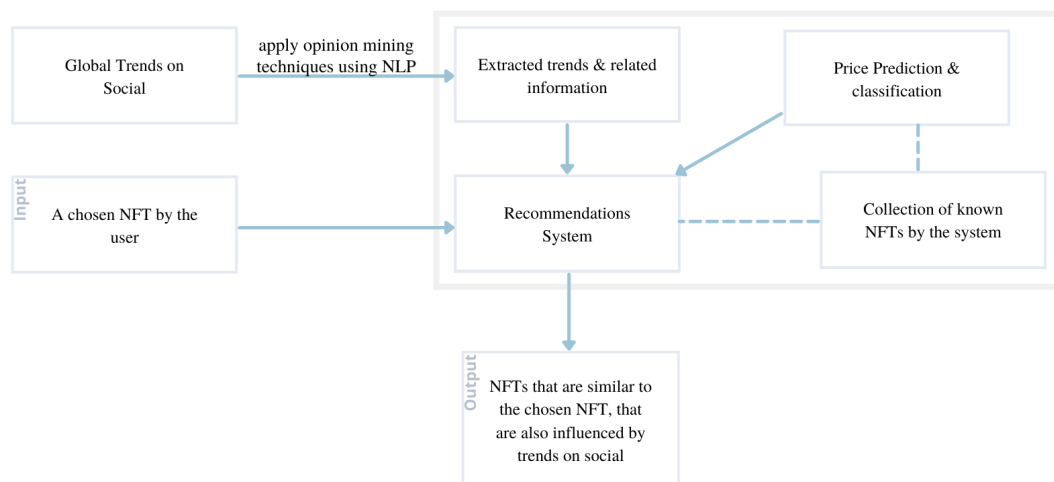 Global Trends on
Social
apply opinion mining
techniques using NLP
Extracted trends & related
information
Price Prediction &
classification
Input
A chosen NFT by the
user
Recommendations
System
Collection of known
NFTs by the system
Output
NFTs that are similar to
the chosen NFT, that
are also influenced by
trends on social